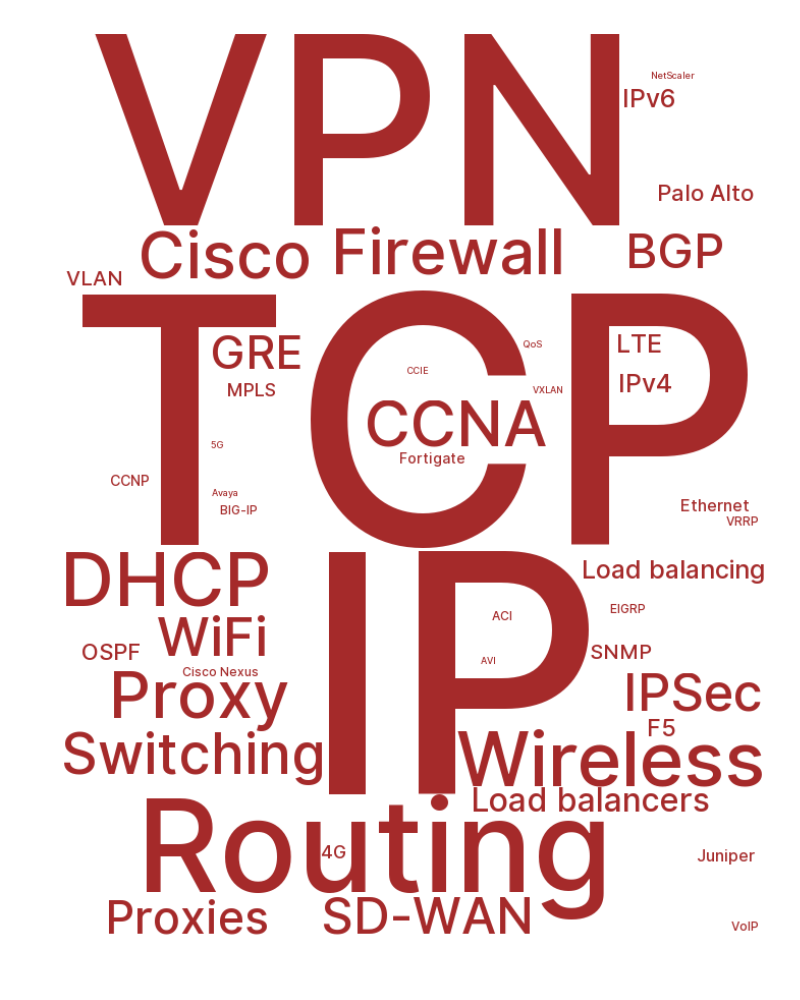 VPN
NetScaler
IPv6
Palo Alto
Cisco
Firewall
BGP
VLAN
TCP
GRE
LTE
QoS
CCIE
IPv4
MPLS
VXLAN
CCNA
5G
Fortigate
CCNP
Avaya
BIG-IP
Ethernet
VRRP
DHCP
IP
Load balancing
ACI
EIGRP
WiFi
OSPF
SNMP
AVI
Cisco Nexus
Proxy
IPSec
F5
Switching
Wireless
Load balancers
Routing
4G
Juniper
Proxies
SD-WAN
VoIP